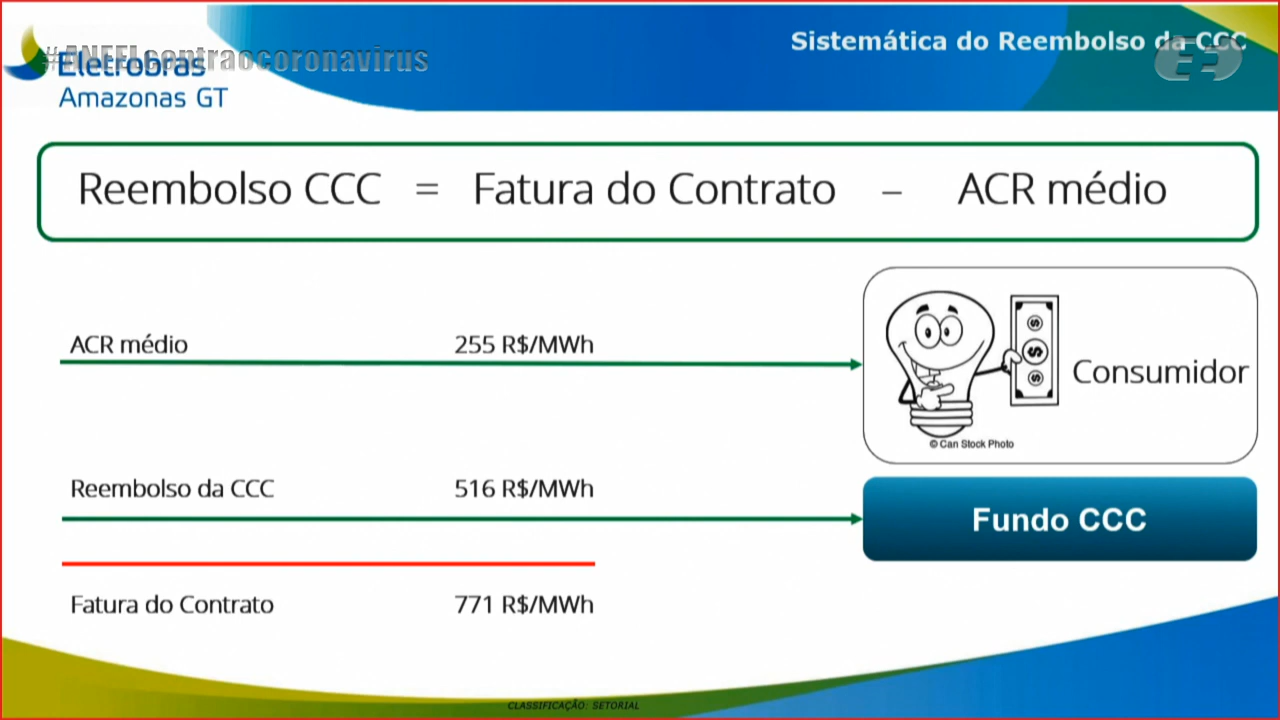 Sistemática do Reembolso da CCC
#ANEELcontraocoronavirus
Eletrobras
Amazonas GT
Reembolso CCC = Fatura do Contrato – ACR médio
ACR médio 255 R$/MWh
Consumidor
© Can Stock Photo
Reembolso da CCC 516 R$/MWh
Fundo CCC
Fatura do Contrato 771 R$/MWh
CLASSIFICAÇÃO: SETORIAL